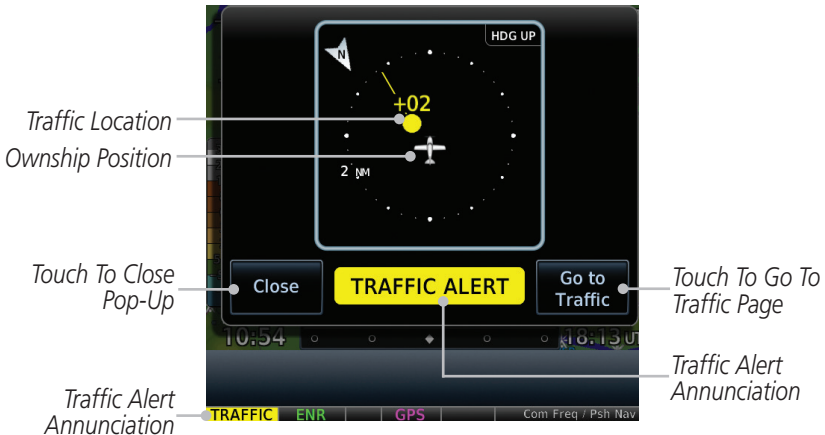 HDG UP
N
+02
Traffic Location
Ownship Position
2 NM
Touch To Close
Pop-Up
Close
TRAFFIC ALERT
Go to
Traffic
Touch To Go To
Traffic Page
10:54
18:13
Traffic Alert
Annunciation
Traffic Alert
Annunciation
TRAFFIC ENR GPS Com Freq / Psh Nav